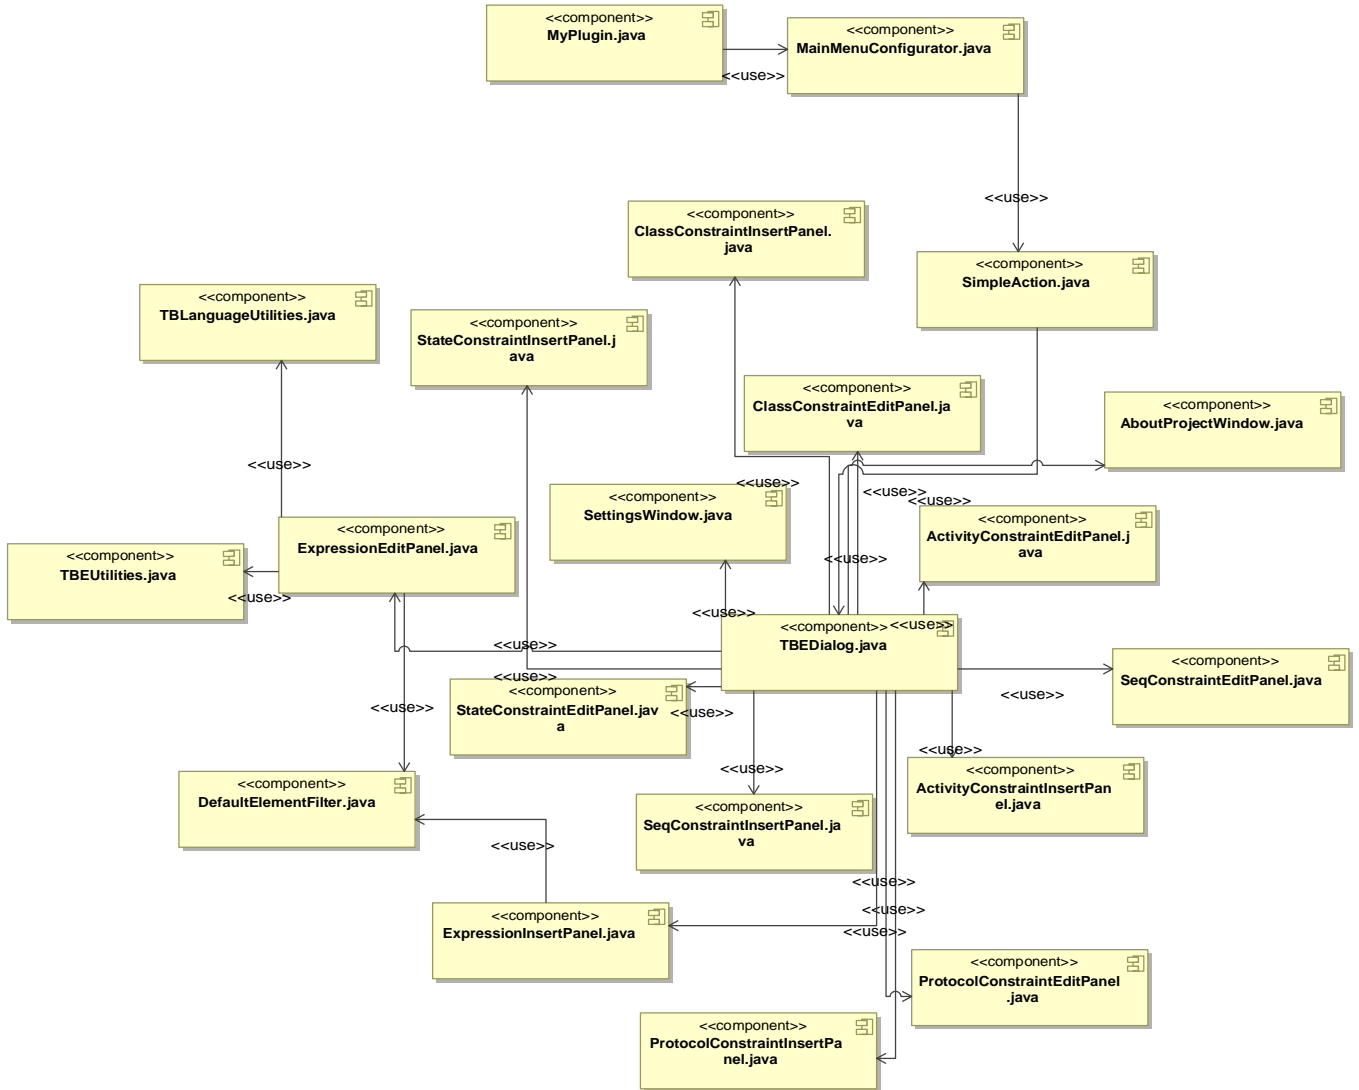 <<component>>
MyPlugin.java
<<component>>
MainMenuConfigurator.java
<<use>>
<<use>>
<<component>>
ClassConstraintInsertPanel.
java
<<component>>
SimpleAction.java
<<component>>
TBLanguageUtilities.java
<<component>>
StateConstraintInsertPanel.j
ava
<<component>>
ClassConstraintEditPanel.ja
va
<<component>>
AboutProjectWindow.java
<<use>>
<<use>>
<<use>>
<<use>>
<<component>>
SettingsWindow.java
<<component>>
ActivityConstraintEditPanel.j
ava
<<component>>
ExpressionEditPanel.java
<<component>>
TBEUtilities.java
<<use>>
<<use>>
<<use>>
<<component>>
TBEDialog.java
<<use>>
<<use>>
<<use>>
<<component>>
StateConstraintEditPanel.jav
a
<<use>>
<<component>>
SeqConstraintEditPanel.java
<<use>>
<<use>>
<<use>>
<<use>>
<<component>>
DefaultElementFilter.java
<<component>>
SeqConstraintInsertPanel.ja
va
<<component>>
ActivityConstraintInsertPan
el.java
<<use>>
<<use>>
<<use>>
<<use>>
<<component>>
ExpressionInsertPanel.java
<<component>>
ProtocolConstraintEditPanel
.java
<<component>>
ProtocolConstraintInsertPa
nel.java